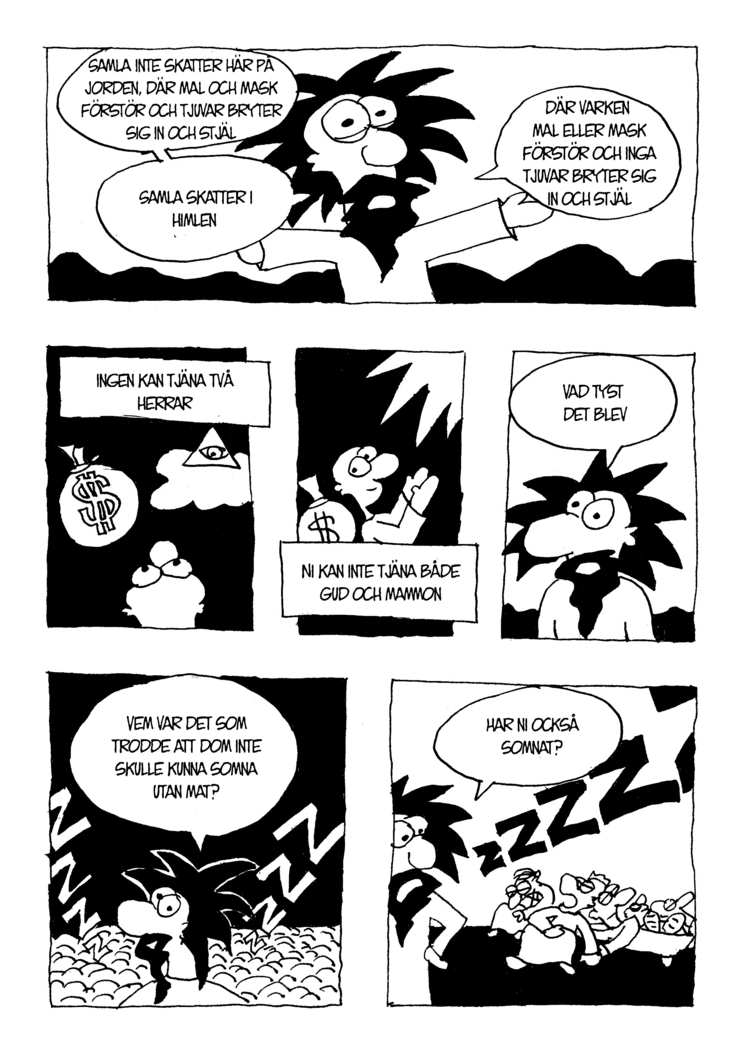 SAMLA INTE SKATTER HÄR PÅ
JORDEN, DÄR MAL OCH MASK
FÖRSTÖR OCH TJUVAR BRYTER
SIG IN OCH STJÄL
SAMLA SKATTER I
HIMLEN
DÄR VARKEN
MAL ELLER MASK
FÖRSTÖR OCH INGA
TJUVAR BRYTER SIG
IN OCH STJÄL
INGEN KAN TJÄNA TVÅ
HERRAR
$
$
NI KAN INTE TJÄNA BÅDE
GUD OCH MAMMON
VAD TYST
DET BLEV
VEM VAR DET SOM
TRODDE ATT DOM INTE
SKULLE KUNNA SOMNA
UTAN MAT?
ZZZZ
ZZZ
HAR NI OCKSÅ
SOMNAT?
ZZZZZZ